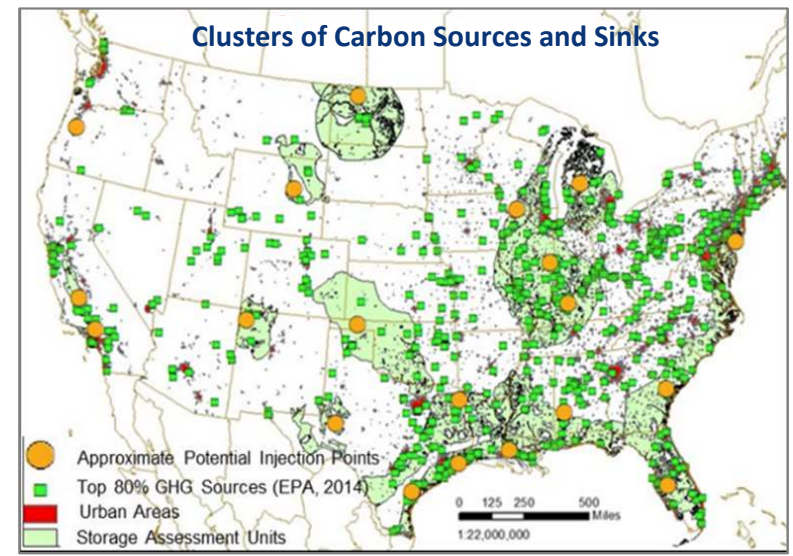 Clusters of Carbon Sources and Sinks
Approximate Potential Injection Points
Top 80% GHG Sources (EPA, 2014)
Urban Areas
Storage Assessment Units
0 125 250 500
Miles
1:22,000,000